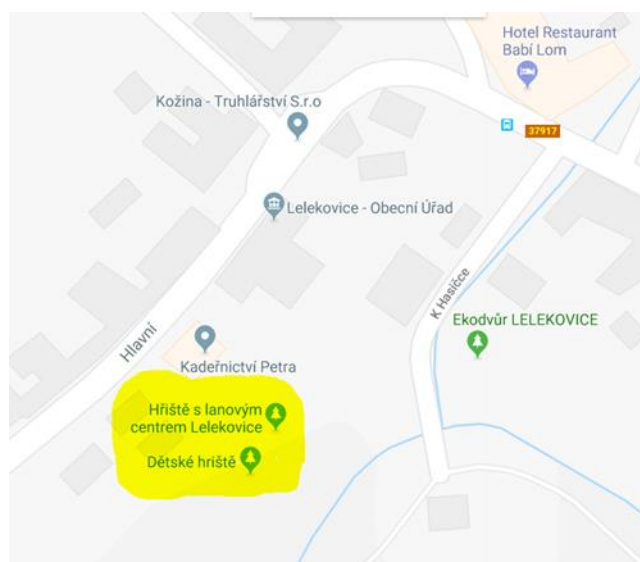 Hotel Restaurant
Babí Lom
Kožina - Truhlářství S.r.o
37917
Lelekovice - Obecní Úřad
K Hasičce
Ekodvůr LELEKOVICE
Hlavní
Kadeřnictví Petra
Hřiště s lanovým
centrem Lelekovice
Dětské hriště